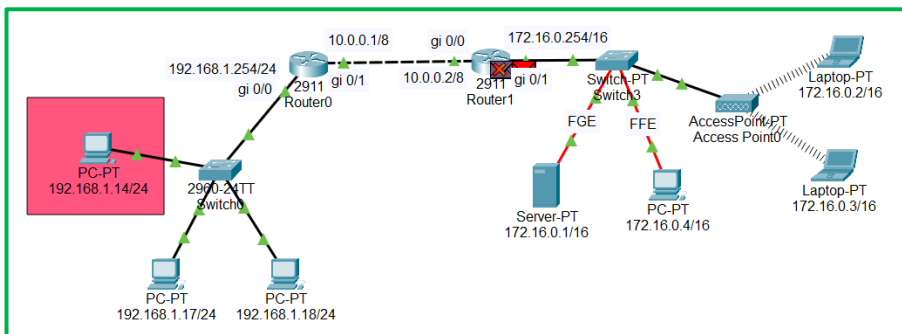 10.0.0.1/8
gi 0/0
172.16.0.254/16
192.168.1.254/24
gi 0/0
2911
Router0
gi 0/1
10.0.0.2/8
2911
Router1
gi 0/1
Switch-PT
Switch3
Laptop-PT
172.16.0.2/16
AccessPoint-PT
Access Point0
FGE
FFE
PC-PT
192.168.1.14/24
2960-24TT
Switch0
Server-PT
172.16.0.1/16
PC-PT
172.16.0.4/16
Laptop-PT
172.16.0.3/16
PC-PT
192.168.1.17/24
PC-PT
192.168.1.18/24